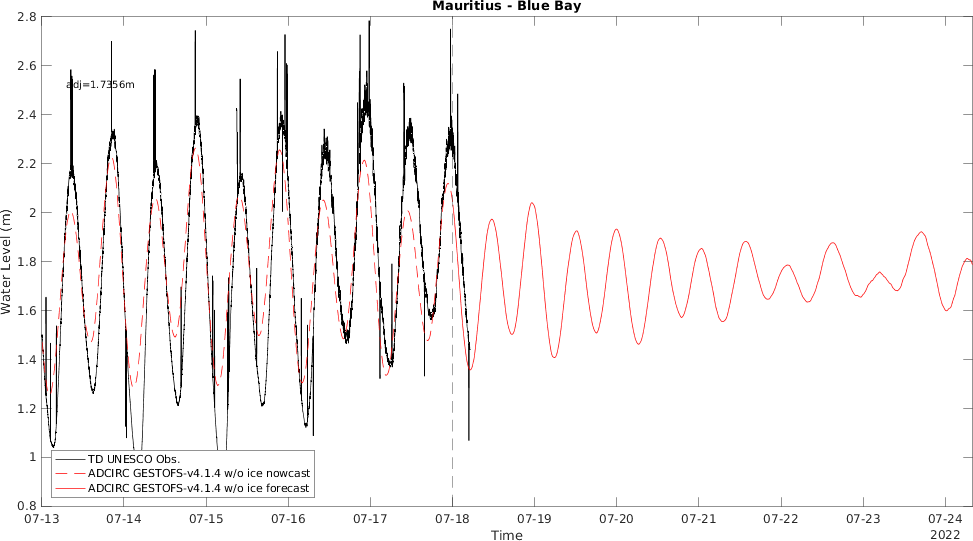 Mauritius - Blue Bay
2.8
2.6
2.4
2.2
2
1.8
1.6
1.4
1.2
1
0.8
Water Level (m)
adj=1.7356m
TD UNESCO Obs.
ADCIRC GESTOFS-v4.1.4 w/o ice nowcast
ADCIRC GESTOFS-v4.1.4 w/o ice forecast
07-13 07-14 07-15 07-16 07-17 07-18 07-19 07-20 07-21 07-22 07-23 07-24
Time
2022